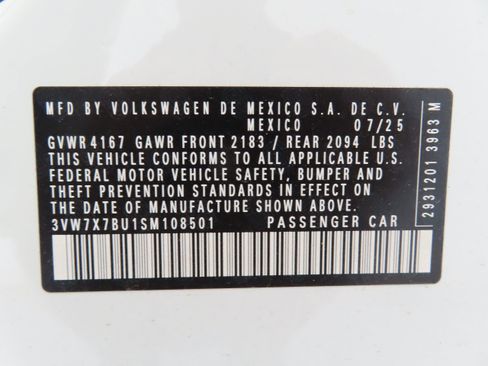 MFD BY VOLKSWAGEN DE MEXICO S.A. DE C.V.
MEXICO 07/25
GVWR 4167 GAWR FRONT 2183 / REAR 2094 LBS
THIS VEHICLE CONFORMS TO ALL APPLICABLE U.S.
FEDERAL MOTOR VEHICLE SAFETY, BUMPER AND
THEFT PREVENTION STANDARDS IN EFFECT ON
THE DATE OF MANUFACTURE SHOWN ABOVE.
3VW7X7BU1SM108501 PASSENGER CAR
2931201 3963 M